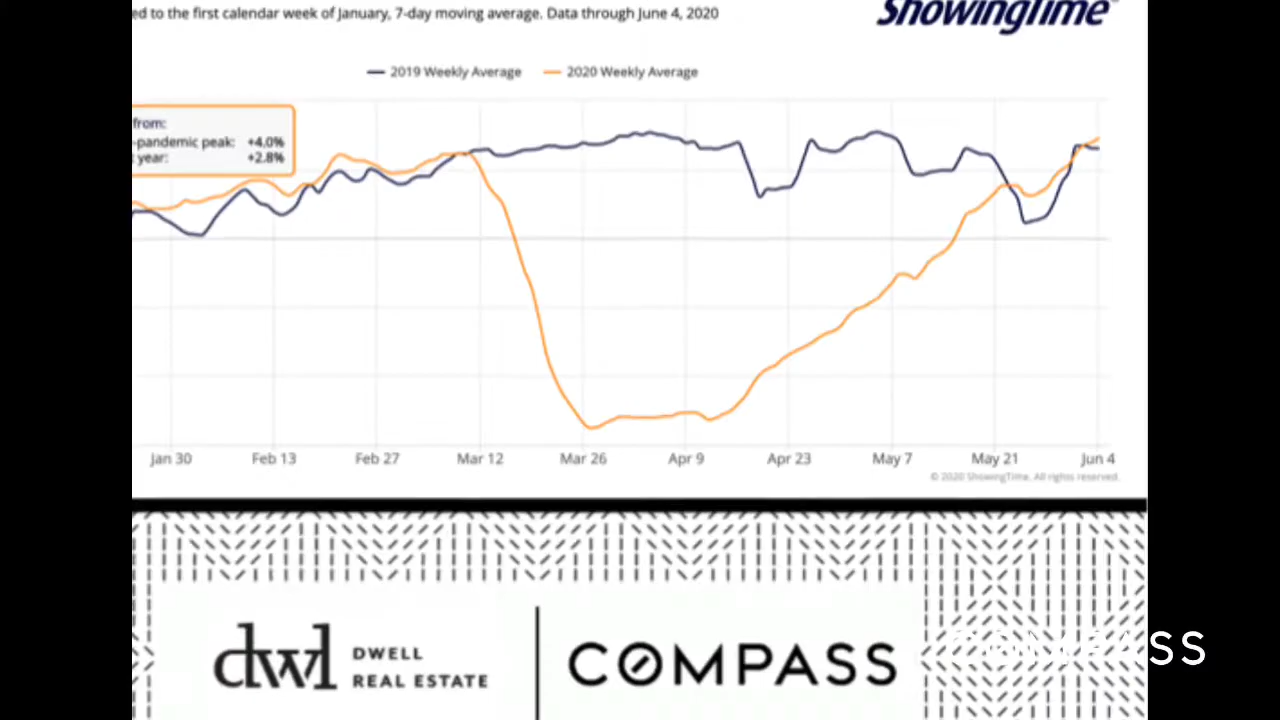 ed to the first calendar week of January, 7-day moving average. Data through June 4, 2020
ShowingTime
2019 Weekly Average 2020 Weekly Average
from:
-pandemic peak: +4.0%
year: +2.8%
Jan 30 Feb 13 Feb 27 Mar 12 Mar 26 Apr 9 Apr 23 May 7 May 21 Jun 4
© 2020 ShowingTime. All rights reserved.
dwl DWELL
REAL ESTATE
COMPASS
COMPASS